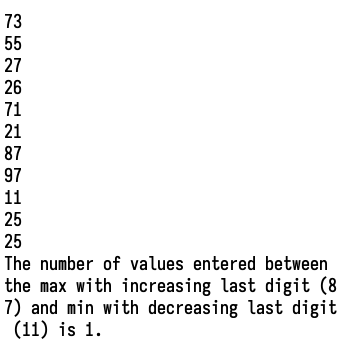 73
55
27
26
71
21
87
97
11
25
25
The number of values entered between
the max with increasing last digit (8
7) and min with decreasing last digit
 (11) is 1.